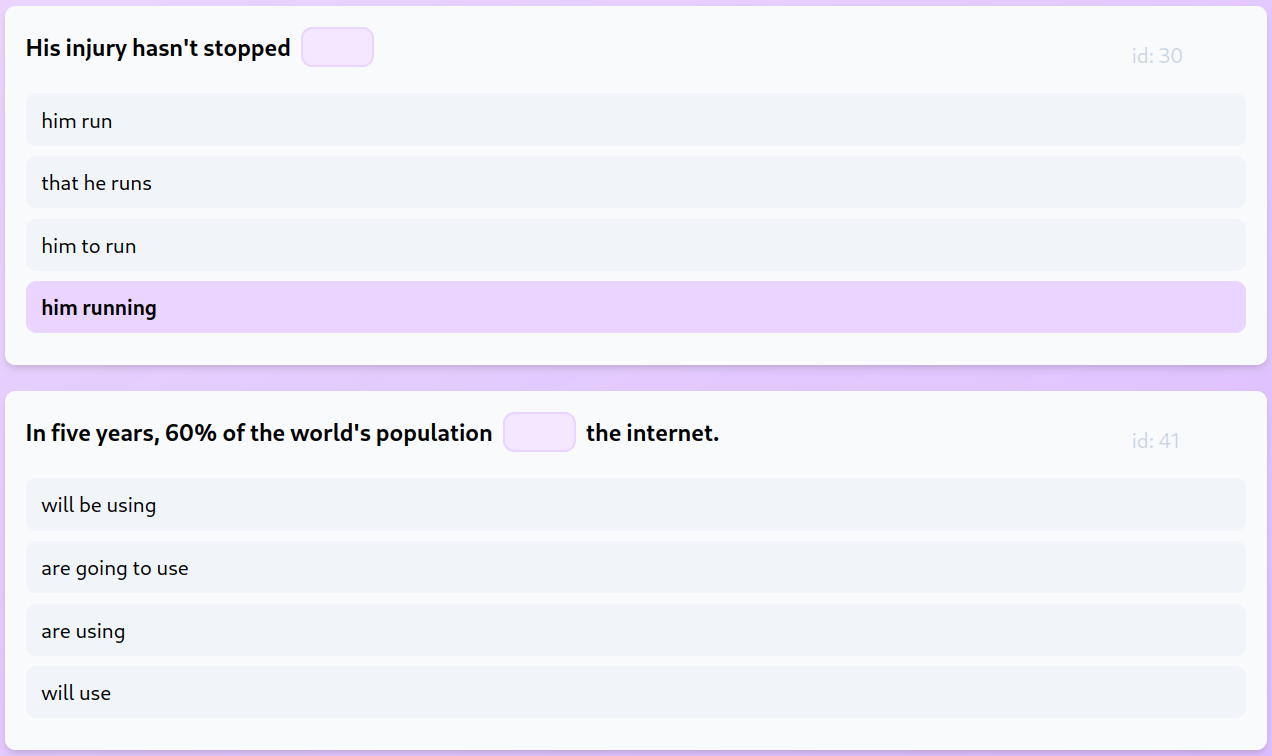 His injury hasn't stopped
id: 30
him run
that he runs
him to run
him running
In five years, 60% of the world's population the internet.
id: 41
will be using
are going to use
are using
will use